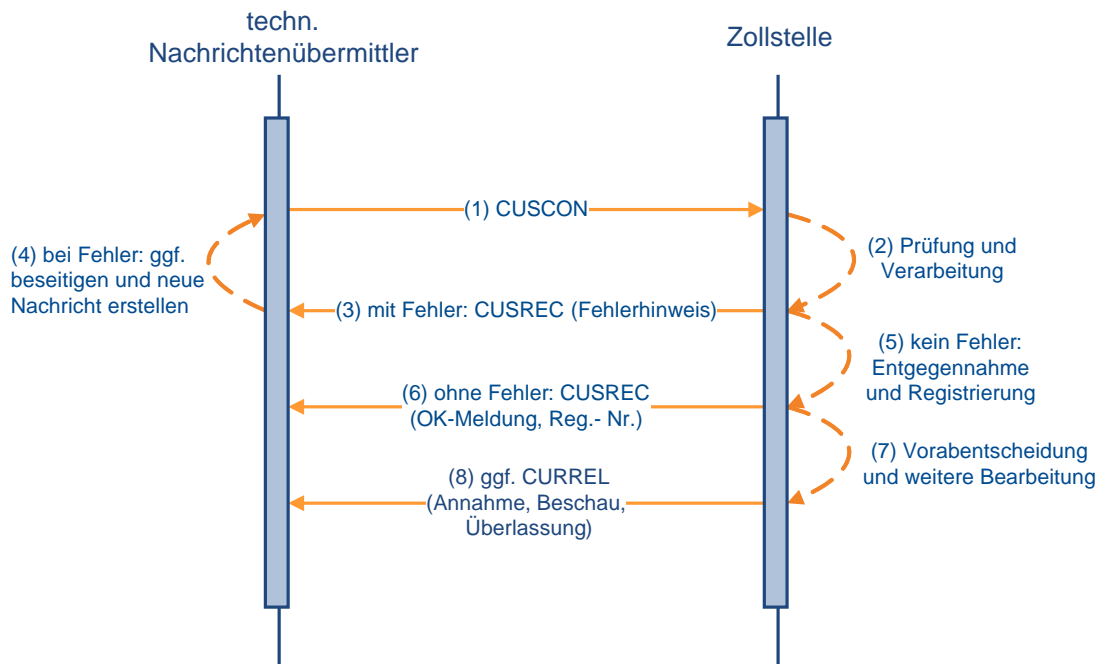 techn.
Nachrichtenübermittler
Zollstelle
(1) CUSCON
(2) Prüfung und
Verarbeitung
(4) bei Fehler: ggf.
beseitigen und neue
Nachricht erstellen
(3) mit Fehler: CUSREC (Fehlerhinweis)
(5) kein Fehler:
Entgegennahme
und Registrierung
(6) ohne Fehler: CUSREC
(OK-Meldung, Reg.- Nr.)
(7) Vorabentscheidung
und weitere Bearbeitung
(8) ggf. CURREL
(Annahme, Beschau,
Überlassung)